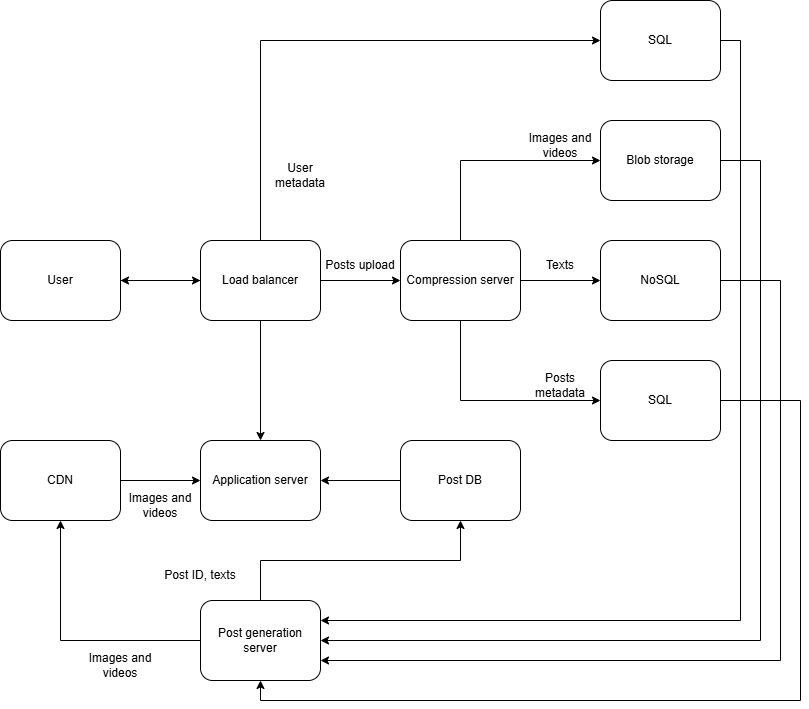 SQL
Images and
videos
Blob storage
User
metadata
User
Load balancer
Posts upload
Compression server
Texts
NoSQL
Posts
metadata
SQL
CDN
Images and
videos
Application server
Post DB
Post ID, texts
Post generation
server
Images and
videos